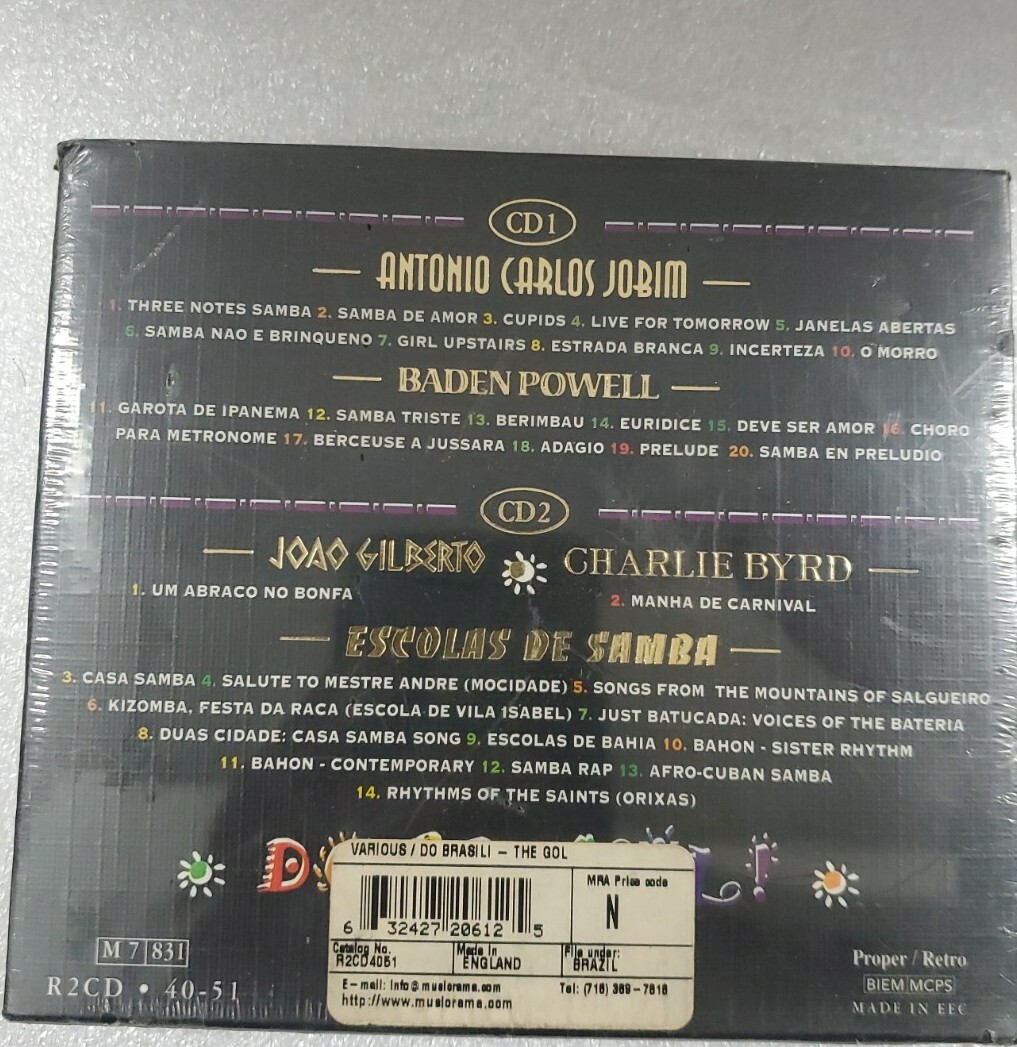 CD1
ANTONIO CARLOS JOBIM
1. THREE NOTES SAMBA 2. SAMBA DE AMOR 3. CUPIDS 4. LIVE FOR TOMORROW 5. JANELAS ABERTAS
6. SAMBA NAO E BRINQUENO 7. GIRL UPSTAIRS 8. ESTRADA BRANCA 9. INCERTEZA 10. O MORRO
BADEN POWELL
11. GAROTA DE IPANEMA 12. SAMBA TRISTE 13. BERIMBAU 14. EURIDICE 15. DEVE SER AMOR 16. CHORO
PARA METRONOME 17. BERCEUSE A JUSSARA 18. ADAGIO 19. PRELUDE 20. SAMBA EN PRELUDIO
CD2
JOAO GILBERTO CHARLIE BYRD
1. UM ABRACO NO BONFA
2. MANHA DE CARNIVAL
ESCOLAS DE SAMBA
3. CASA SAMBA 4. SALUTE TO MESTRE ANDRE (MOCIDADE) 5. SONGS FROM THE MOUNTAINS OF SALGUEIRO
6. KIZOMBA, FESTA DA RACA (ESCOLA DE VILA ISABEL) 7. JUST BATUCADA: VOICES OF THE BATERIA
8. DUAS CIDADE: CASA SAMBA SONG 9. ESCOLAS DE BAHIA 10. BAHON - SISTER RHYTHM
11. BAHON - CONTEMPORARY 12. SAMBA RAP 13. AFRO-CUBAN SAMBA
14. RHYTHMS OF THE SAINTS (ORIXAS)
VARIOUS / DO BRASILI – THE GOL
MRA Price code
N
6 32427 20612 5
Catalog No.
R2CD4051
Made In
ENGLAND
File under:
BRAZIL
E-mail: Info@musiorama.com
http://www.musiorama.com
Tel: (718) 389-7818
M 7 831
R2CD • 40-51
Proper / Retro
BIEM MCPS
MADE IN EEC